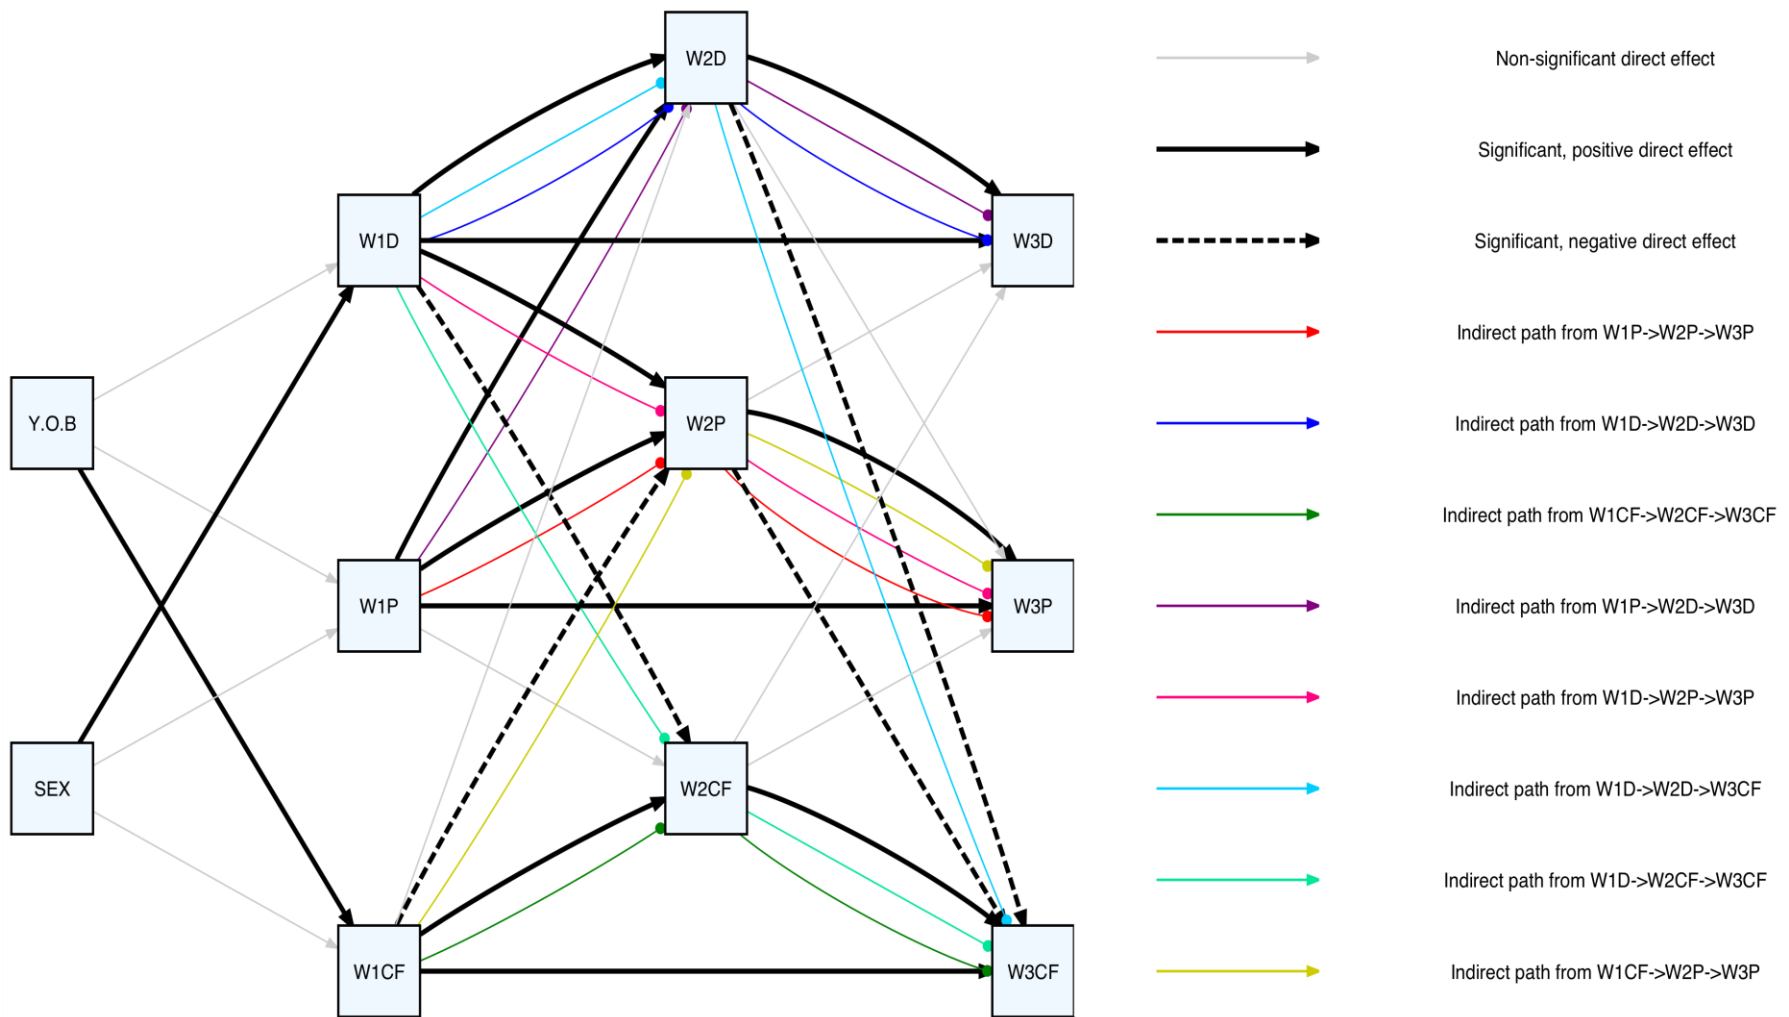 W2D
W1D
W3D
Y.O.B
W2P
W1P
W3P
SEX
W2CF
W1CF
W3CF
Non-significant direct effect
Significant, positive direct effect
Significant, negative direct effect
Indirect path from W1P->W2P->W3P
Indirect path from W1D->W2D->W3D
Indirect path from W1CF->W2CF->W3CF
Indirect path from W1P->W2D->W3D
Indirect path from W1D->W2P->W3P
Indirect path from W1D->W2D->W3CF
Indirect path from W1D->W2CF->W3CF
Indirect path from W1CF->W2P->W3P